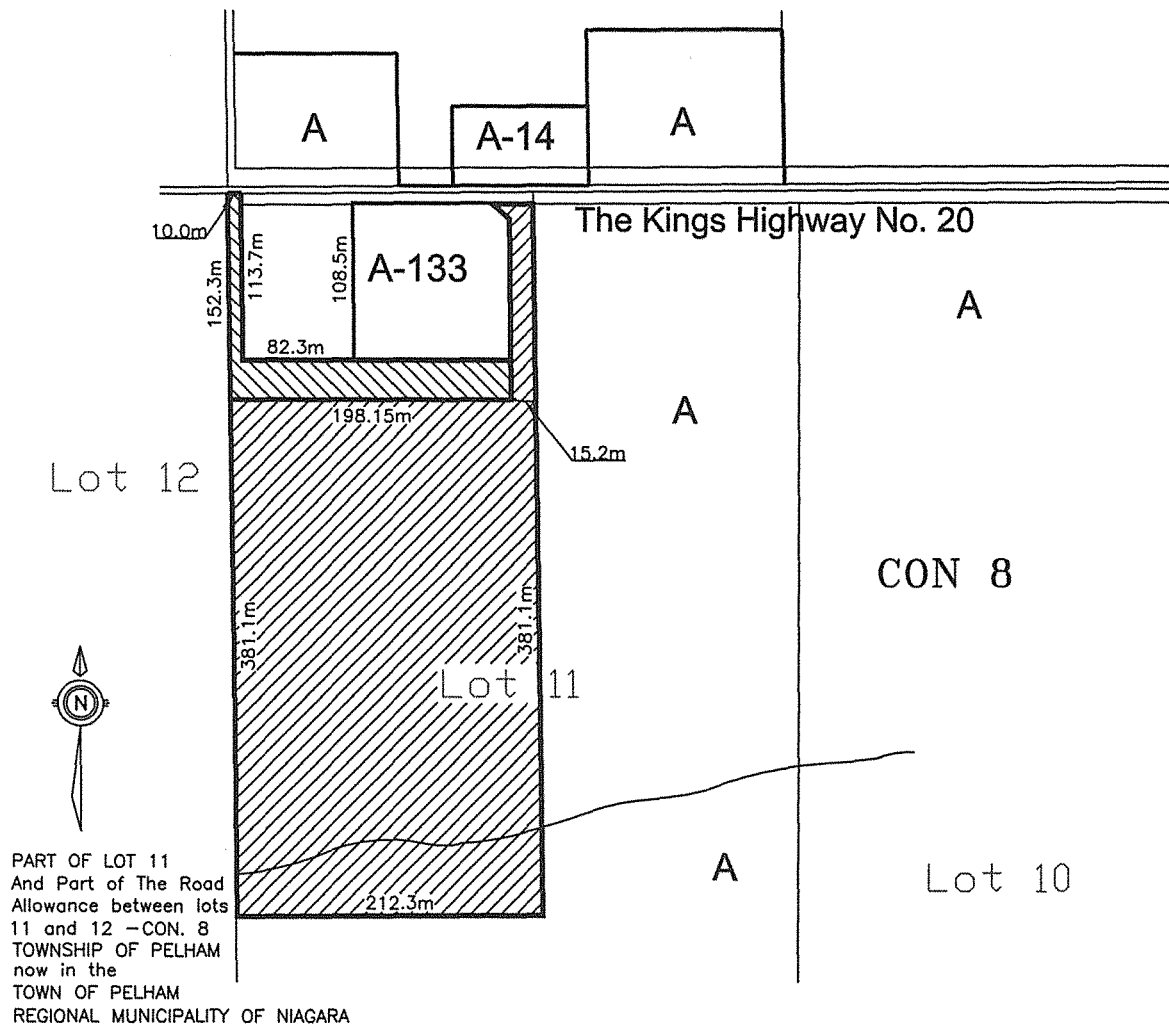 A
A-14
A
The Kings Highway No. 20
10.0m
152.3m
113.7m
108.5m
A-133
A
82.3m
A
198.15m
15.2m
Lot 12
CON 8
381.1m
381.1m
Lot 11
N
A
Lot 10
212.3m
PART OF LOT 11
And Part of The Road
Allowance between lots
11 and 12 -CON. 8
TOWNSHIP OF PELHAM
now in the
TOWN OF PELHAM
REGIONAL MUNICIPALITY OF NIAGARA